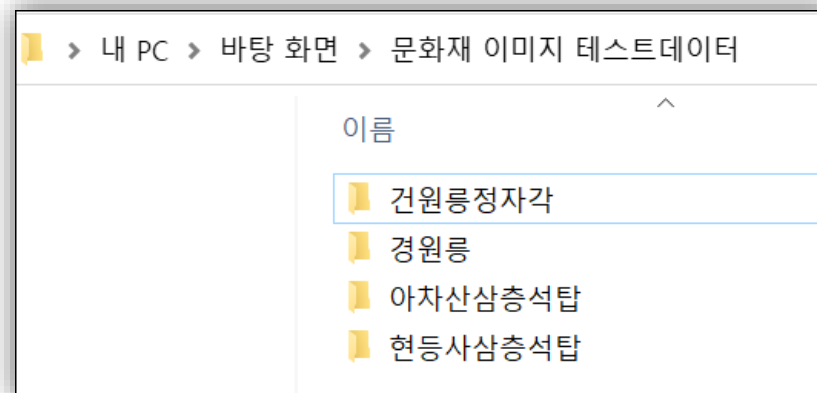 내 PC > 바탕 화면 > 문화재 이미지 테스트데이터
이름
건원릉정자각
경원릉
아차산삼층석탑
현등사삼층석탑